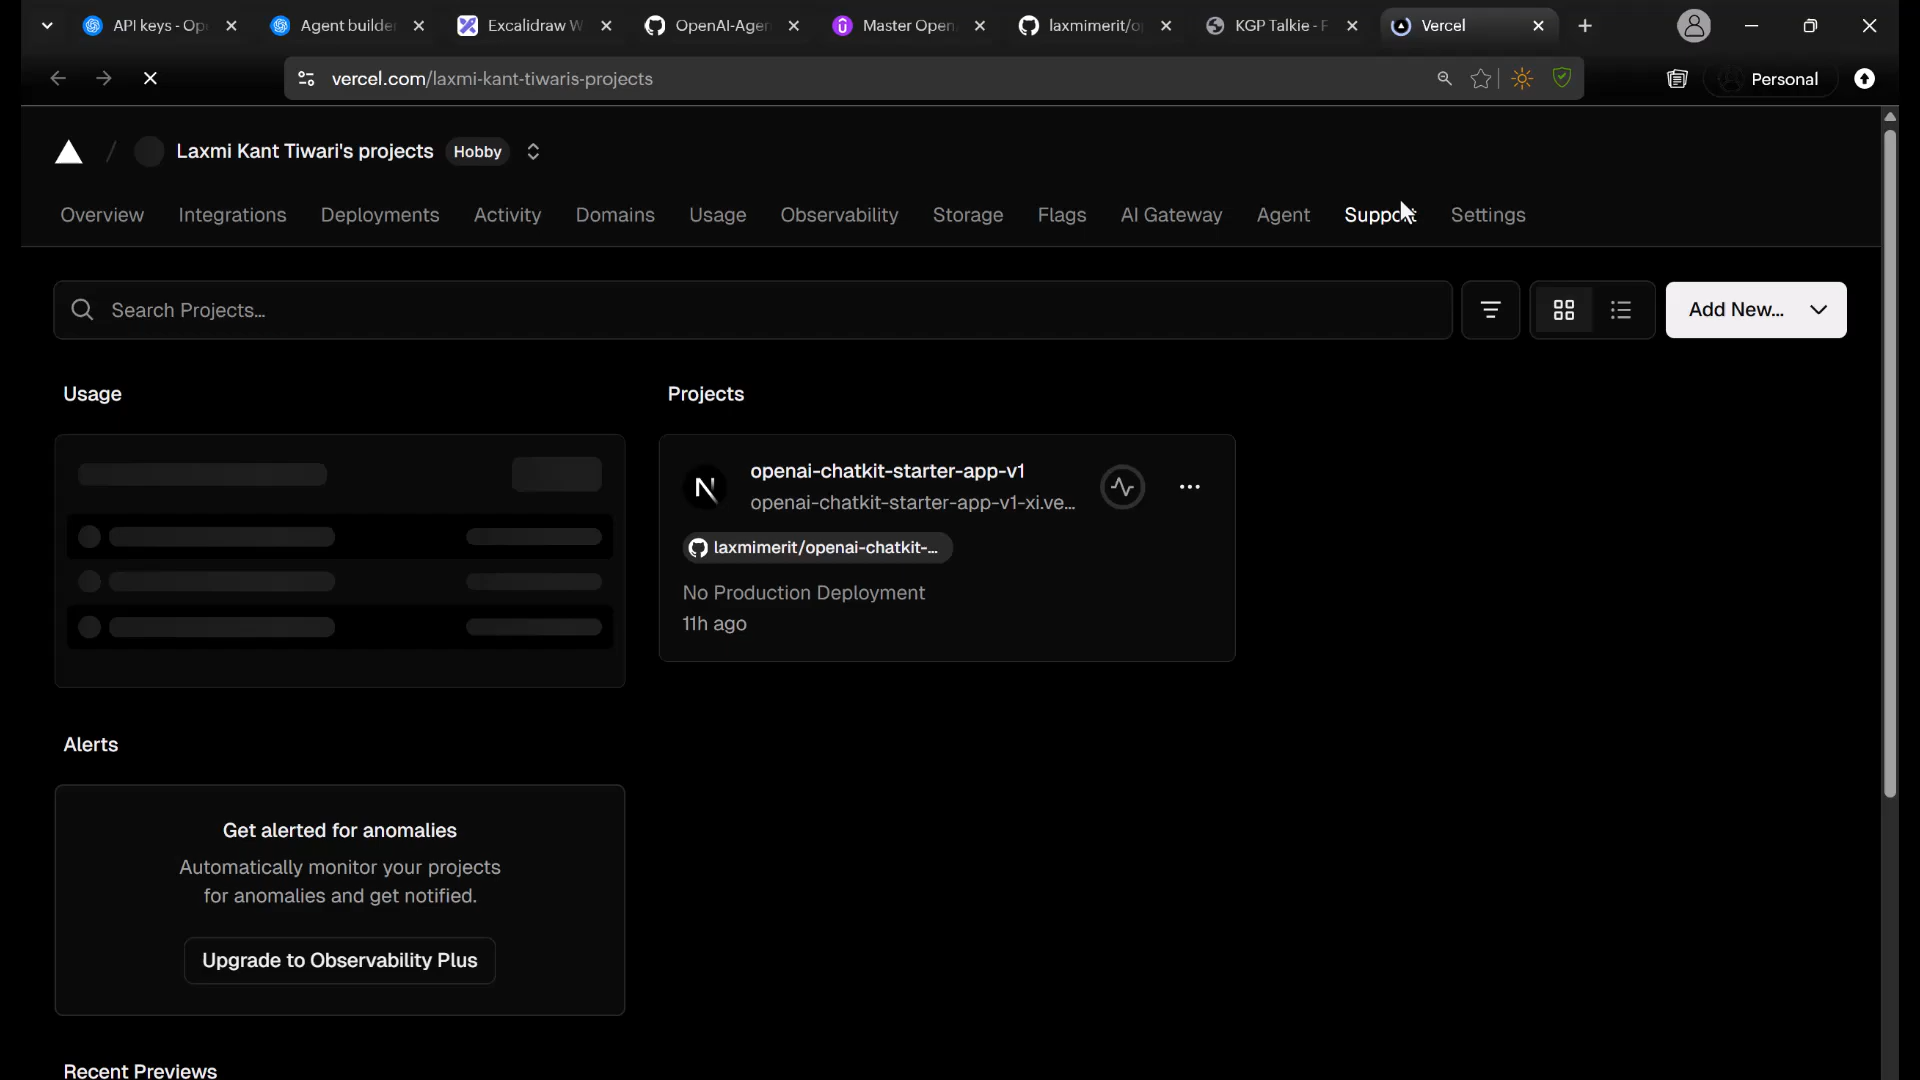 API keys - Op
Agent builder
Excalidraw W
OpenAI-Agen
Master Open
laxmimerit/o
KGP Talkie - F
Vercel
vercel.com/laxmi-kant-tiwaris-projects
Personal
Laxmi Kant Tiwari's projects
Hobby
Overview
Integrations
Deployments
Activity
Domains
Usage
Observability
Storage
Flags
AI Gateway
Agent
Support
Settings
Search Projects...
Add New...
Usage
Projects
openai-chatkit-starter-app-v1
openai-chatkit-starter-app-v1-xi.ve...
laxmimerit/openai-chatkit-...
No Production Deployment
11h ago
Alerts
Get alerted for anomalies
Automatically monitor your projects
for anomalies and get notified.
Upgrade to Observability Plus
Recent Previews